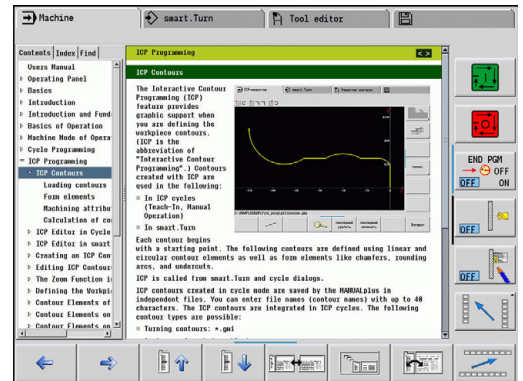 Machine
smart.Turn
Tool editor
Contents Index Find
Users Manual
Operating Panel
Basics
Introduction
Introduction and Fund
Basics of Operation
Machine Mode of Opera
Cycle Programming
ICP Programming
ICP Contours
Loading contours
Form elements
Machining attribu
Calculation of co
ICP Editor in Cycle
ICP Editor in smart
Creating an ICP Con
Editing ICP Contour
The Zoom Function i
Defining the Workpi
Contour Elements of
Contour Elements on
Contour Elements on
ICP Programming
ICP Contours
The Interactive Contour
Programming (ICP)
feature provides
graphic support when
you are defining the
workpiece contours.
(ICP is the
abbreviation of
"Interactive Contour
Programming".) Contours
created with ICP are
used in the following:
In ICP cycles
(Teach-In, Manual
Operation)
In smart.Turn
Each contour begins
with a starting point. The following contours are defined using linear and
circular contour elements as well as form elements like chamfers, rounding
arcs, and undercuts.
ICP is called from smart.Turn and cycle dialogs.
ICP contours created in cycle mode are saved by the MANUALplus in
independent files. You can enter file names (contour names) with up to 40
characters. The ICP contours are integrated in ICP cycles. The following
contour types are possible:
Turning contours: *.gmi
END PGM
OFF
OFF ON
OFF
OFF